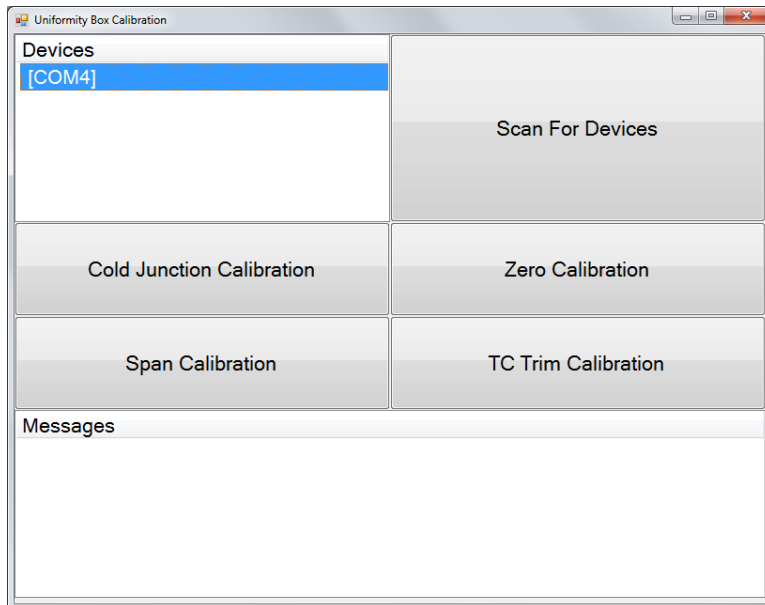 Uniformity Box Calibration
Devices
[COM4]
Scan For Devices
Cold Junction Calibration
Zero Calibration
Span Calibration
TC Trim Calibration
Messages